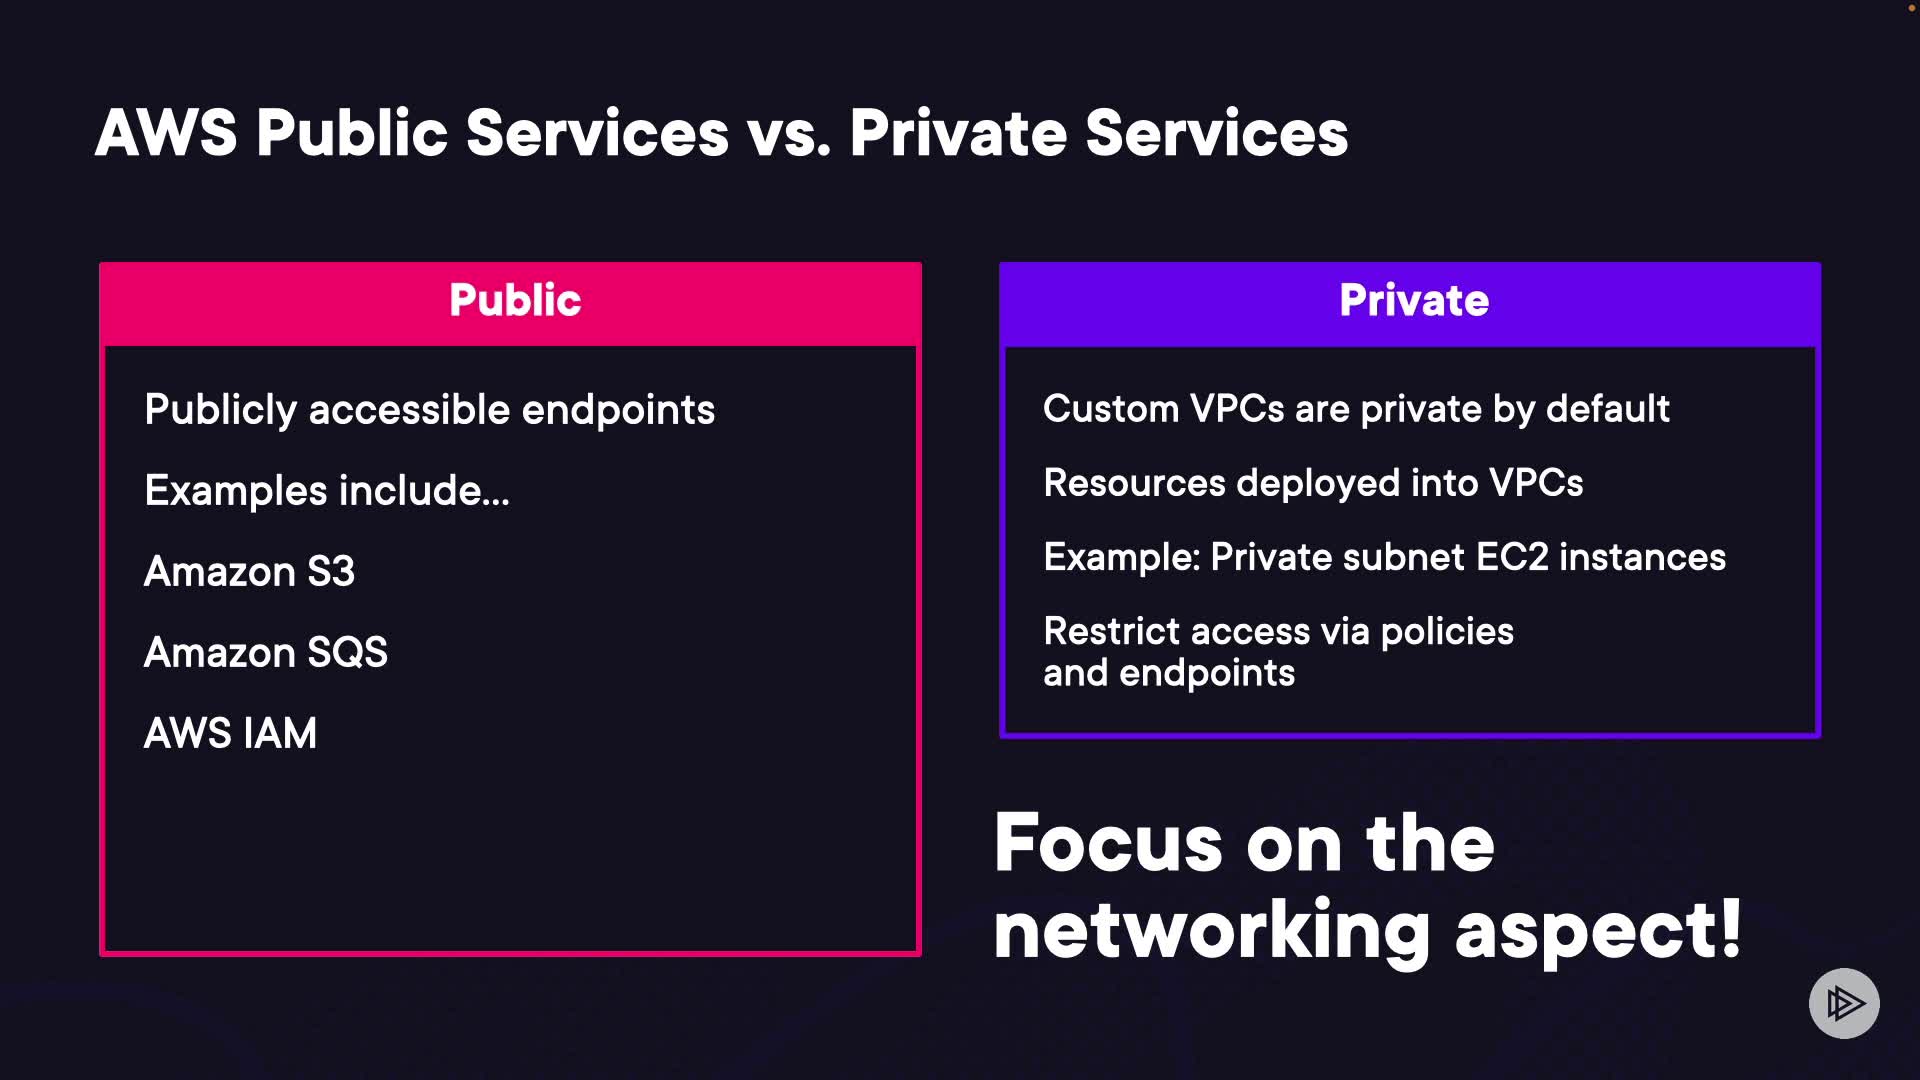 AWS Public Services vs. Private Services
Public
Publicly accessible endpoints
Examples include...
Amazon S3
Amazon SQS
AWS IAM
Private
Custom VPCs are private by default
Resources deployed into VPCs
Example: Private subnet EC2 instances
Restrict access via policies
and endpoints
Focus on the
networking aspect!